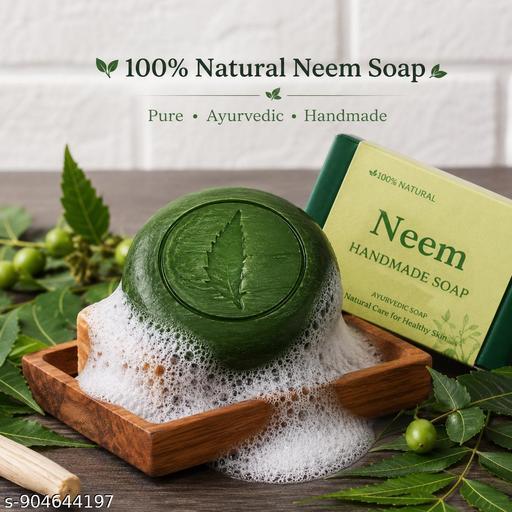 100% Natural Neem Soap
Pure • Ayurvedic • Handmade
100% NATURAL
Neem
HANDMADE SOAP
AYURVEDIC SOAP
Natural Care for Healthy Skin
s-904644197